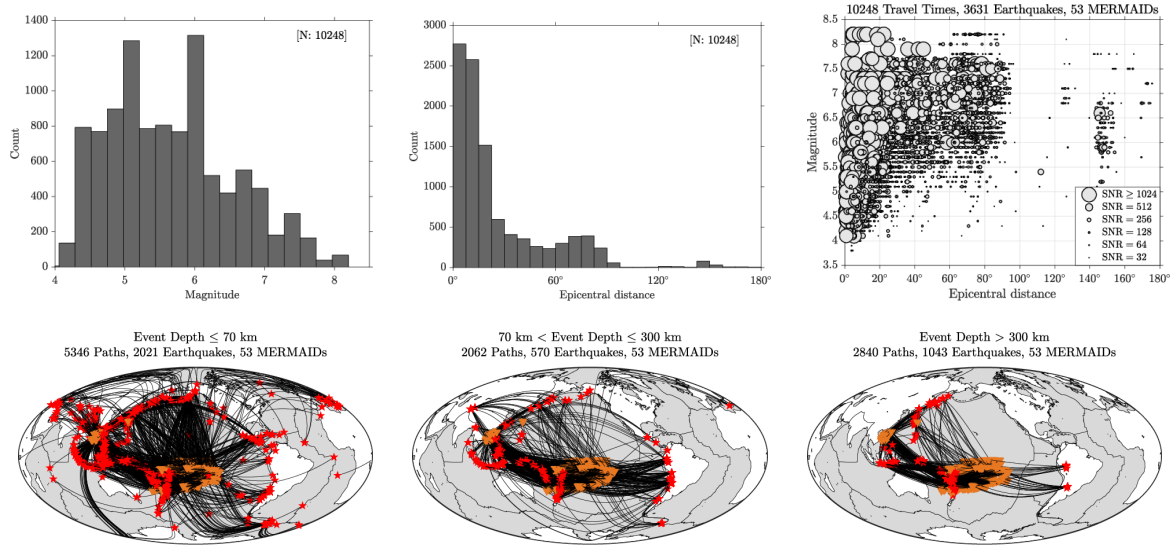 1400
1200
1000
800
600
400
200
0
Count
[N: 10248]
4 5 6 7 8
Magnitude
3000
2500
2000
1500
1000
500
0
Count
[N: 10248]
0 60° 120° 180°
Epicentral distance
10248 Travel Times, 3631 Earthquakes, 53 MERMAIDs
8.5
8
7.5
7
6.5
6
5.5
5
4.5
4
3.5
Magnitude
SNR ≥ 1024
SNR = 512
SNR = 256
SNR = 128
SNR = 64
SNR = 32
0° 20° 40° 60° 80° 100° 120° 140° 160° 180°
Epicentral distance
Event Depth ≤ 70 km
5346 Paths, 2021 Earthquakes, 53 MERMAIDs
70 km < Event Depth ≤ 300 km
2062 Paths, 570 Earthquakes, 53 MERMAIDs
Event Depth > 300 km
2840 Paths, 1043 Earthquakes, 53 MERMAIDs